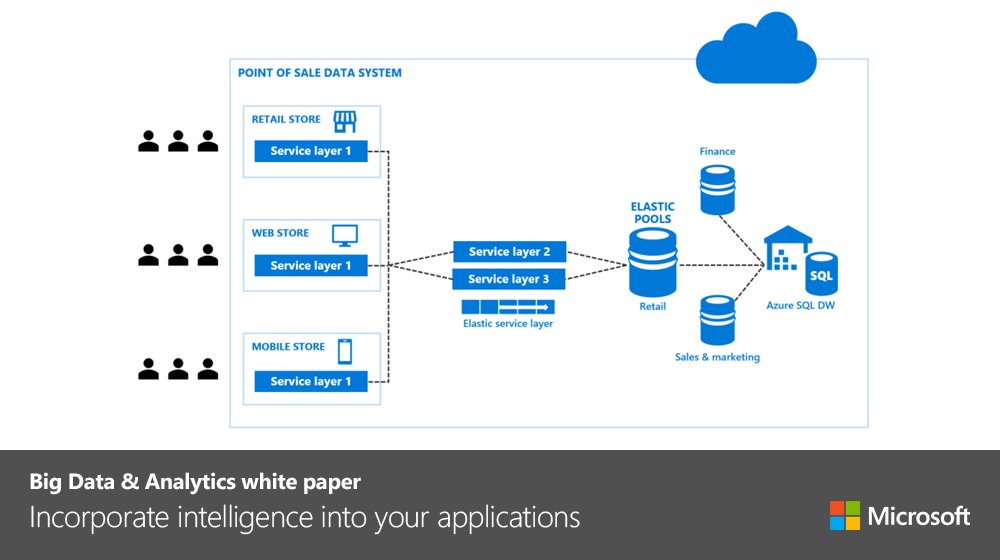 POINT OF SALE DATA SYSTEM
RETAIL STORE
Service layer 1
WEB STORE
Service layer 1
MOBILE STORE
Service layer 1
Service layer 2
Service layer 3
Elastic service layer
ELASTIC
POOLS
Retail
Finance
Sales & marketing
SQL
Azure SQL DW
Big Data & Analytics white paper
Incorporate intelligence into your applications
Microsoft